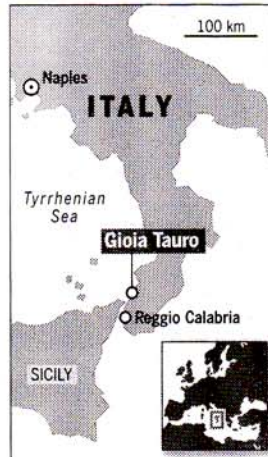 100 km
Naples
ITALY
Tyrrhenian
Sea
Gioia Tauro
Reggio Calabria
SICILY